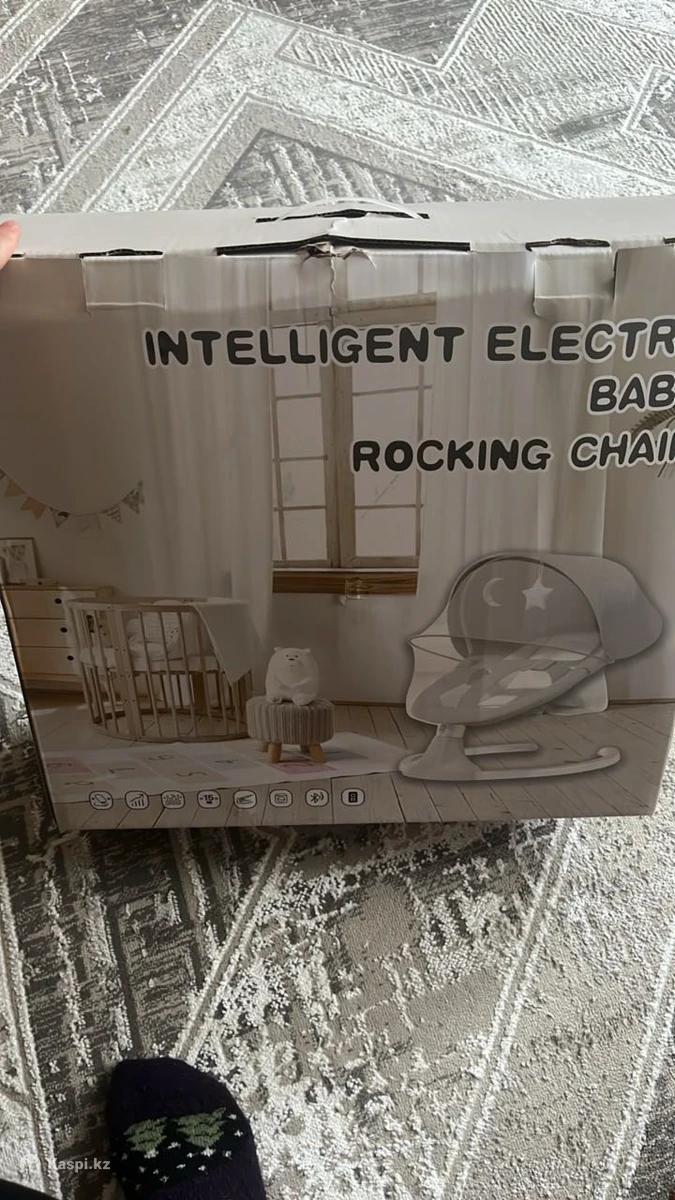 INTELLIGENT ELECTR
BAB
ROCKING CHAI
Kaspi.kz